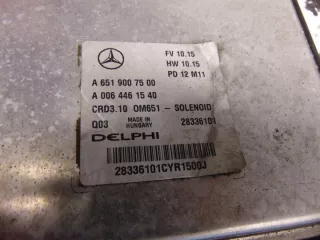 FV 10.15
HW 10.15
PD 12 M11
A 651 900 75 00
A 006 446 15 40
CRD3.10 OM651 - SOLENOID
Q03 MADE IN HUNGARY 28336101
DELPHI
28336101CYR1500J